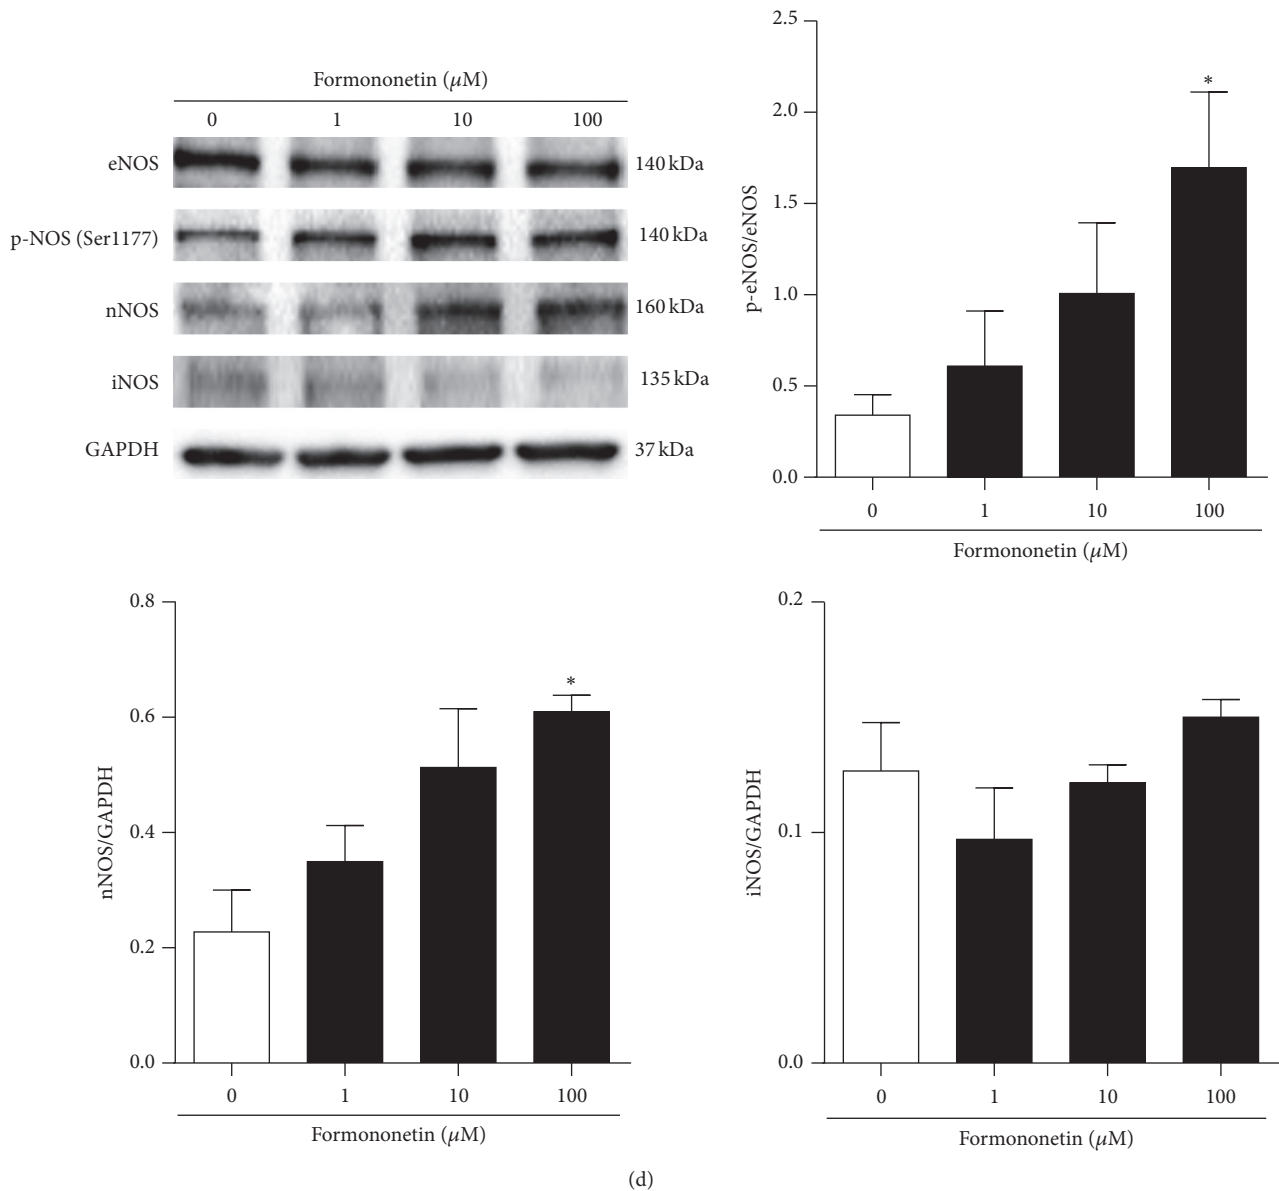 Formononetin (μM)
0 1 10 100
eNOS 140 kDa
p-NOS (Ser1177) 140 kDa
nNOS 160 kDa
iNOS 135 kDa
GAPDH 37 kDa
p-eNOS/eNOS
2.5
2.0
1.5
1.0
0.5
0.0
*
0 1 10 100
Formononetin (μM)
nNOS/GAPDH
0.8
0.6
0.4
0.2
0.0
*
0 1 10 100
Formononetin (μM)
iNOS/GAPDH
0.2
0.1
0.0
0 1 10 100
Formononetin (μM)
(d)